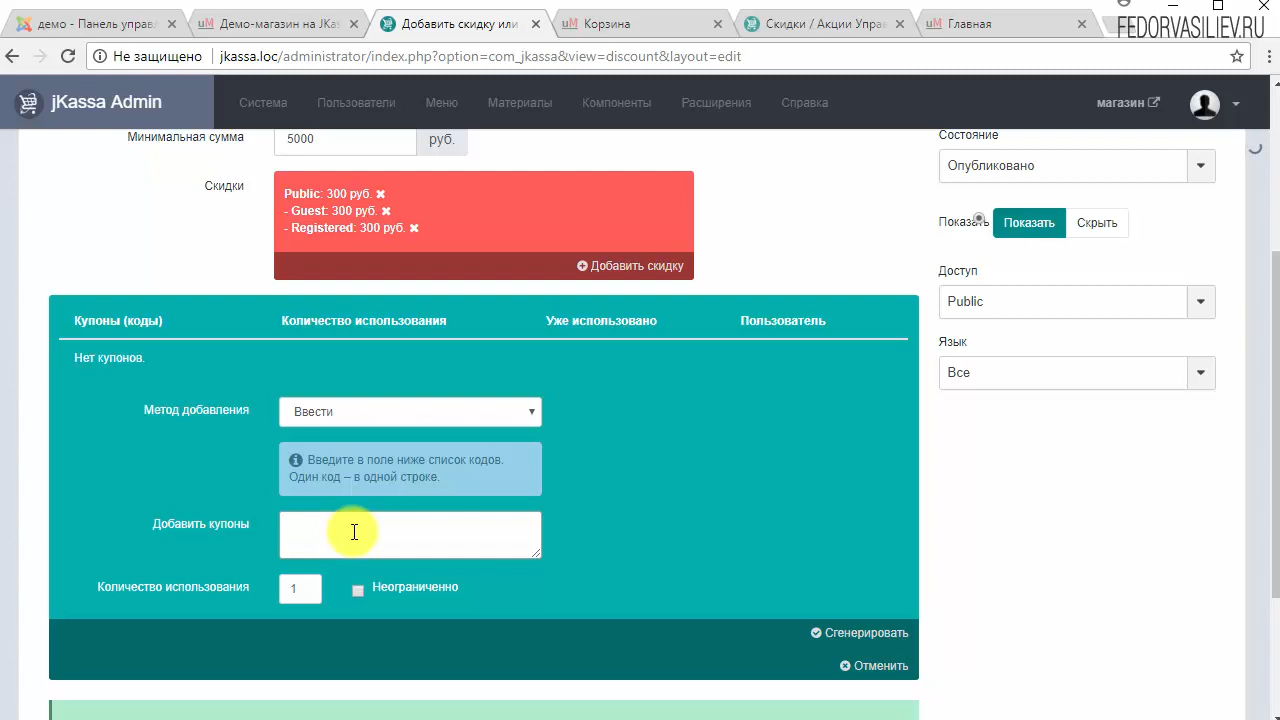 демо - Панель управ
Демо-магазин на JKas
Добавить скидку или
Корзина
Скидки / Акции Упра
Главная
FEDORVASILIEV.RU
Не защищено
jkassa.loc/administrator/index.php?option=com_jkassa&view=discount&layout=edit
jKassa Admin
Система
Пользователи
Меню
Материалы
Компоненты
Расширения
Справка
магазин
Минимальная сумма
5000
руб.
Состояние
Опубликовано
Скидки
Public: 300 руб.
- Guest: 300 руб.
- Registered: 300 руб.
Добавить скидку
Показать
Показать
Скрыть
Доступ
Public
Язык
Все
Купоны (коды)
Количество использования
Уже использовано
Пользователь
Нет купонов.
Метод добавления
Ввести
Введите в поле ниже список кодов.
Один код – в одной строке.
Добавить купоны
Количество использования
1
Неограниченно
Сгенерировать
Отменить